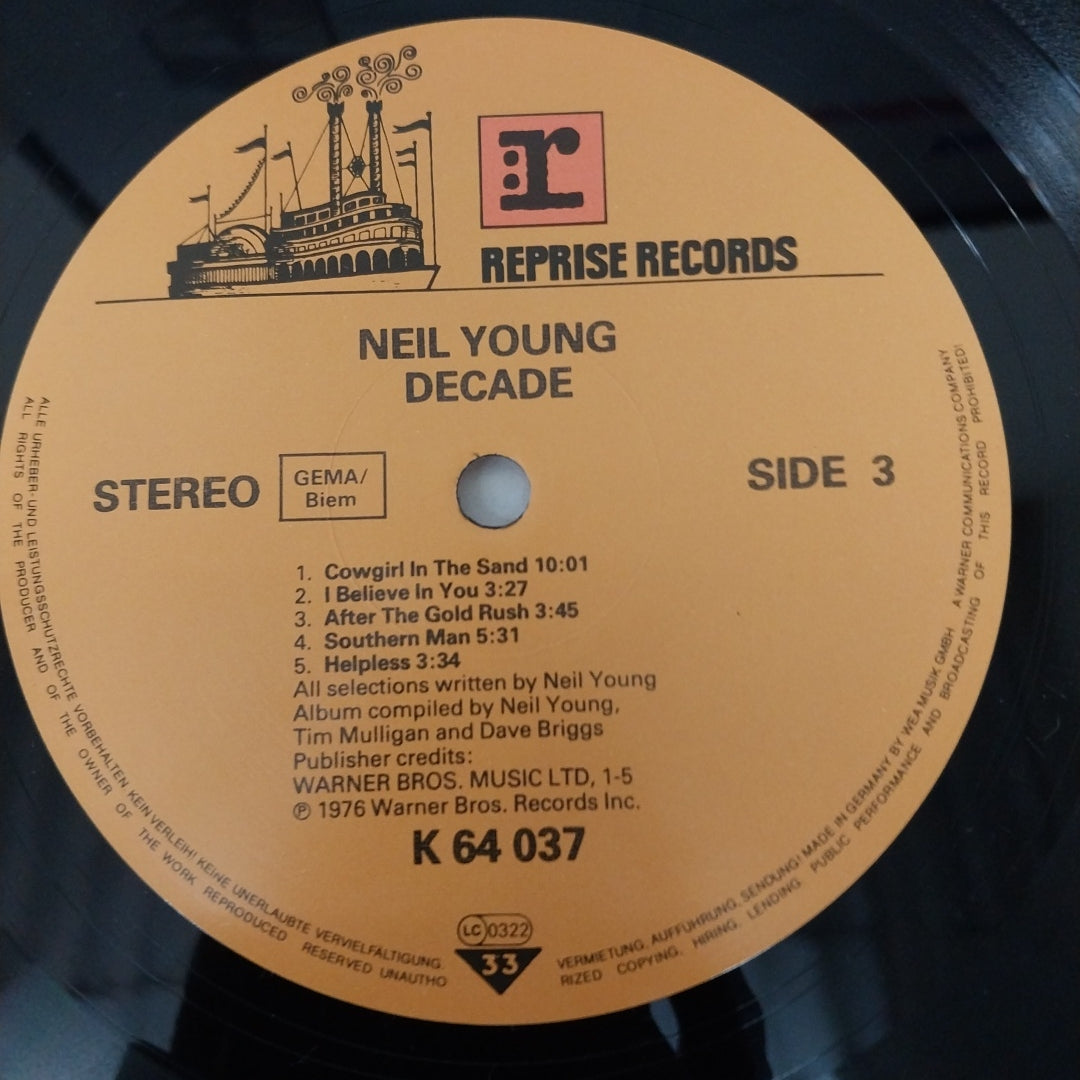 r
REPRISE RECORDS
NEIL YOUNG
DECADE
STEREO
GEMA/
Biem
SIDE 3
1. Cowgirl In The Sand 10:01
2. I Believe In You 3:27
3. After The Gold Rush 3:45
4. Southern Man 5:31
5. Helpless 3:34
All selections written by Neil Young
Album compiled by Neil Young,
Tim Mulligan and Dave Briggs
Publisher credits:
WARNER BROS. MUSIC LTD, 1-5
℗ 1976 Warner Bros. Records Inc.
K 64 037
LC 0322
33
ALLE URHEBER- UND LEISTUNGSSCHUTZRECHTE VORBEHALTEN KEIN VERLEIH! KEINE UNERLAUBTE VERVIELFÄLTIGUNG. VERMIETUNG, AUFFÜHRUNG, SENDUNG! MADE IN GERMANY BY WEA MUSIK GMBH A WARNER COMMUNICATIONS COMPANY
ALL RIGHTS OF THE PRODUCER AND OF THE OWNER OF THE WORK REPRODUCED RESERVED UNAUTHO RIZED COPYING, HIRING, LENDING PUBLIC PERFORMANCE AND BROADCASTING OF THIS RECORD PROHIBITED!